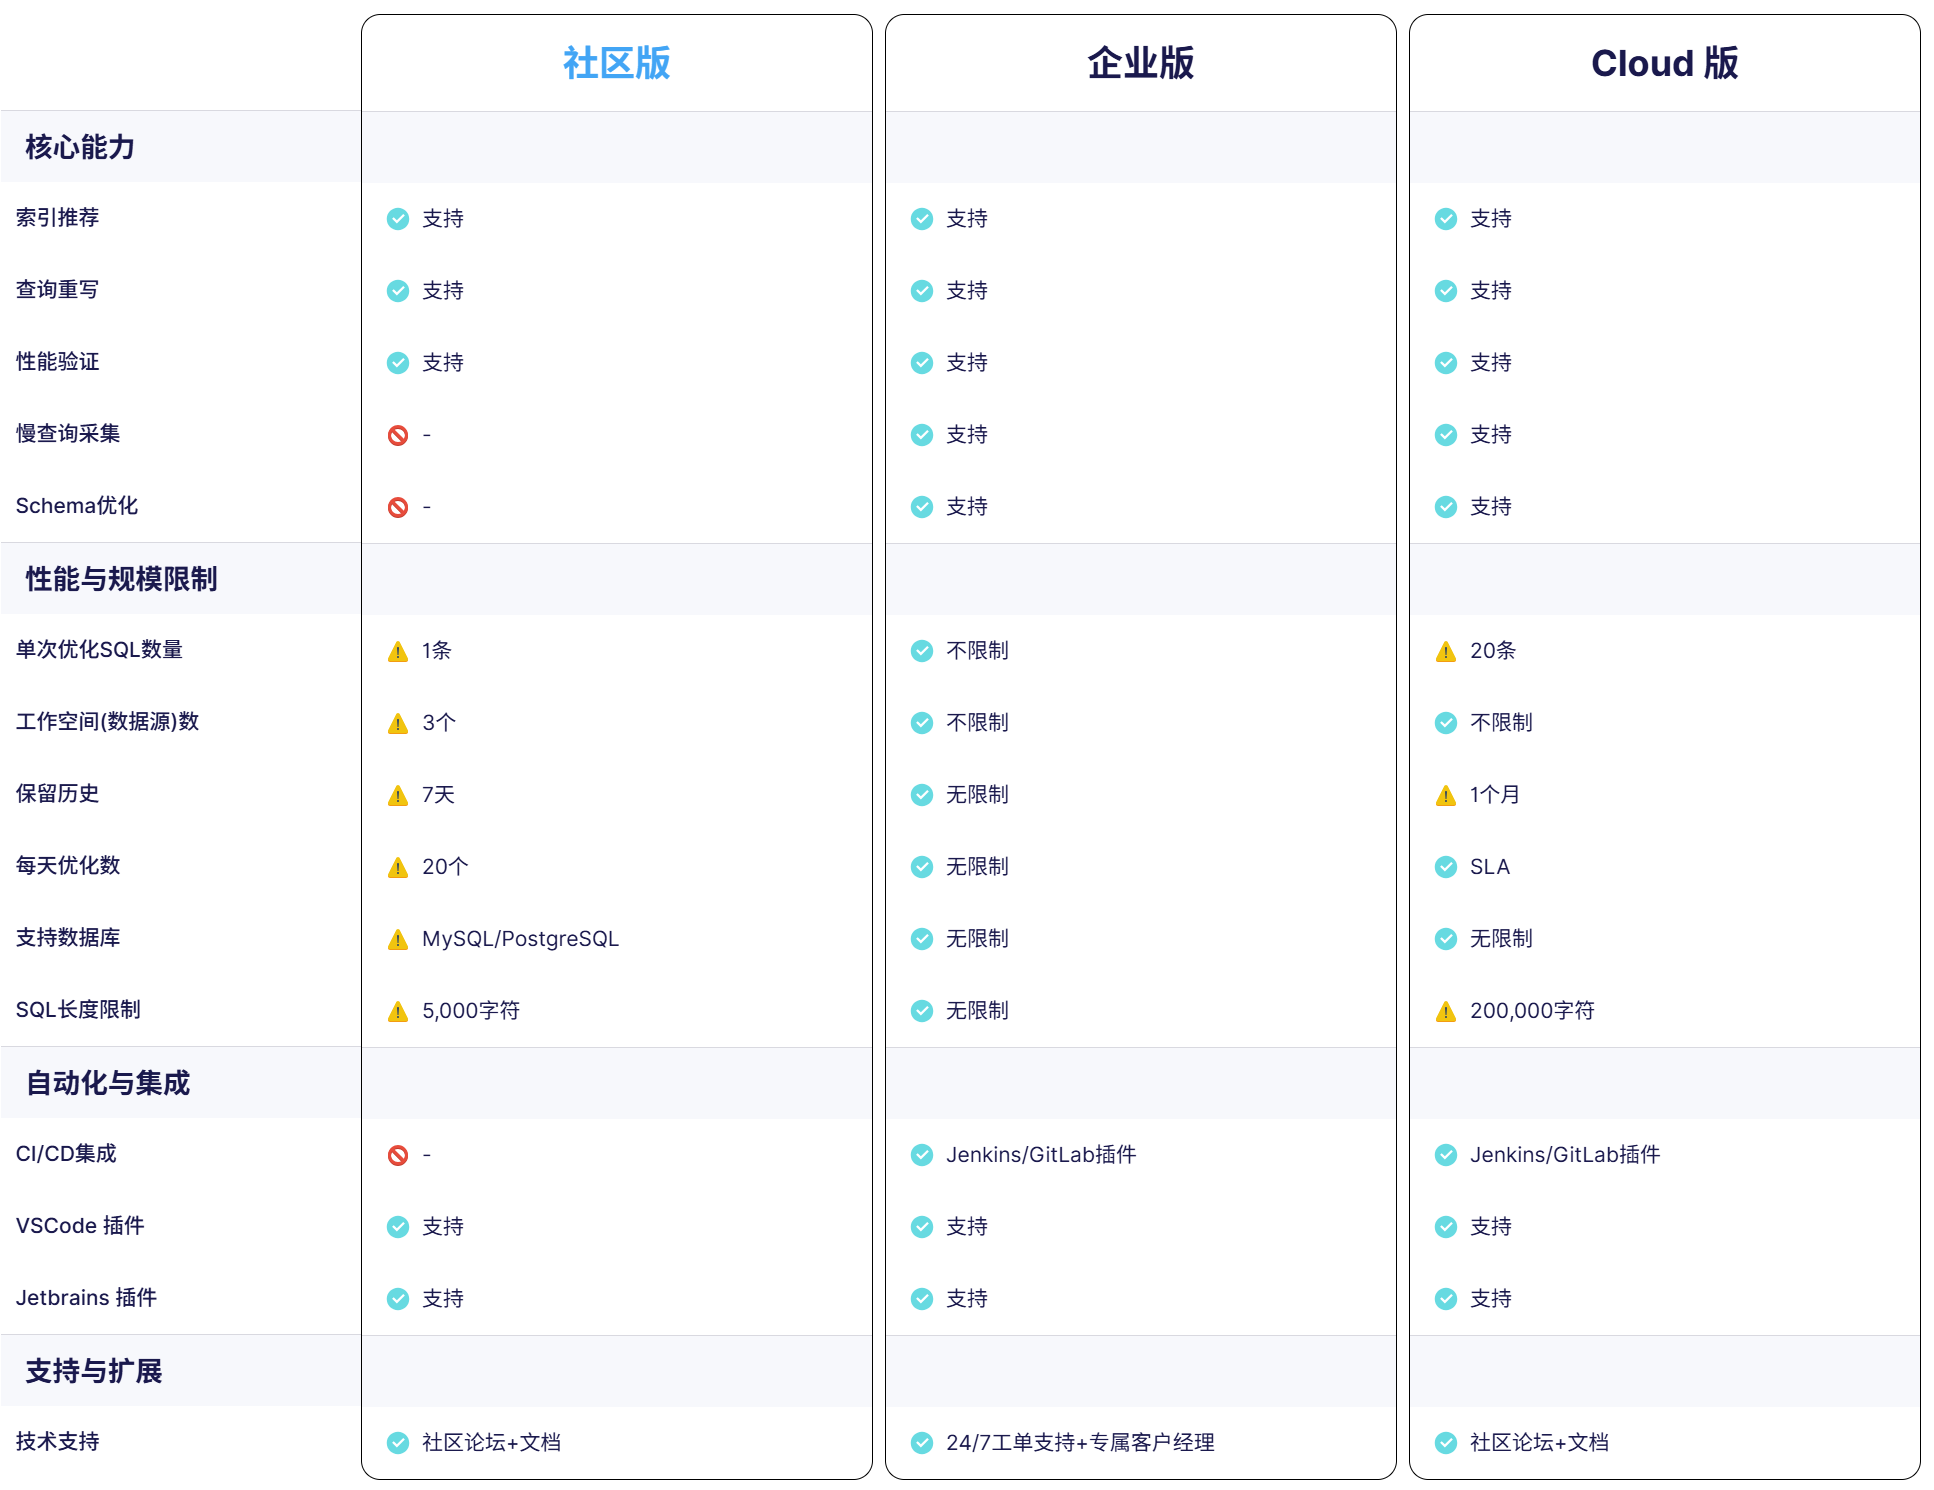 社区版 企业版 Cloud 版
核心能力
索引推荐 支持 支持 支持
查询重写 支持 支持 支持
性能验证 支持 支持 支持
慢查询采集 - 支持 支持
Schema优化 - 支持 支持
性能与规模限制
单次优化SQL数量 1条 不限制 20条
工作空间(数据源)数 3个 不限制 不限制
保留历史 7天 无限制 1个月
每天优化数 20个 无限制 SLA
支持数据库 MySQL/PostgreSQL 无限制 无限制
SQL长度限制 5,000字符 无限制 200,000字符
自动化与集成
CI/CD集成 - Jenkins/GitLab插件 Jenkins/GitLab插件
VSCode 插件 支持 支持 支持
Jetbrains 插件 支持 支持 支持
支持与扩展
技术支持 社区论坛+文档 24/7工单支持+专属客户经理 社区论坛+文档